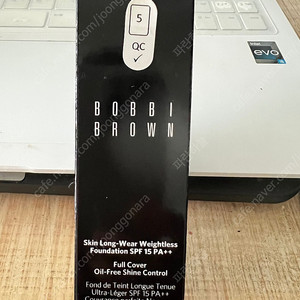 5
QC
evo
BOBBI
BROWN
Skin Long-Wear Weightless
Foundation SPF 15 PA++
Full Cover
Oil-Free Shine Control
Fond de Teint Longue Tenue
Ultra-Léger SPF 15 PA++